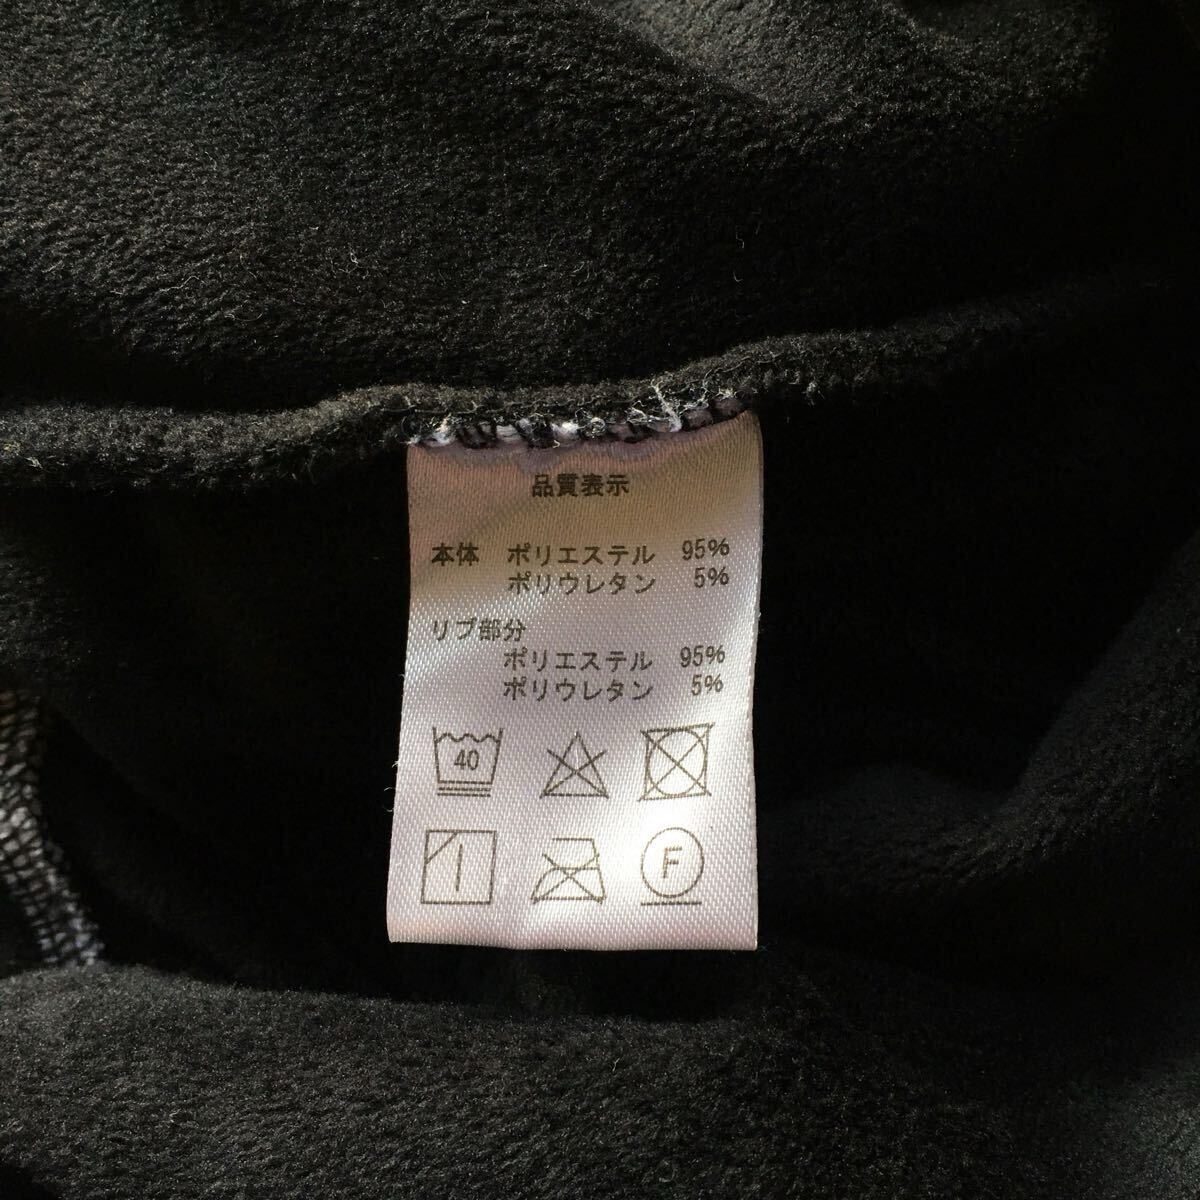 品質表示
本体 ポリエステル 95%
ポリウレタン 5%
リブ部分
ポリエステル 95%
ポリウレタン 5%
40
F